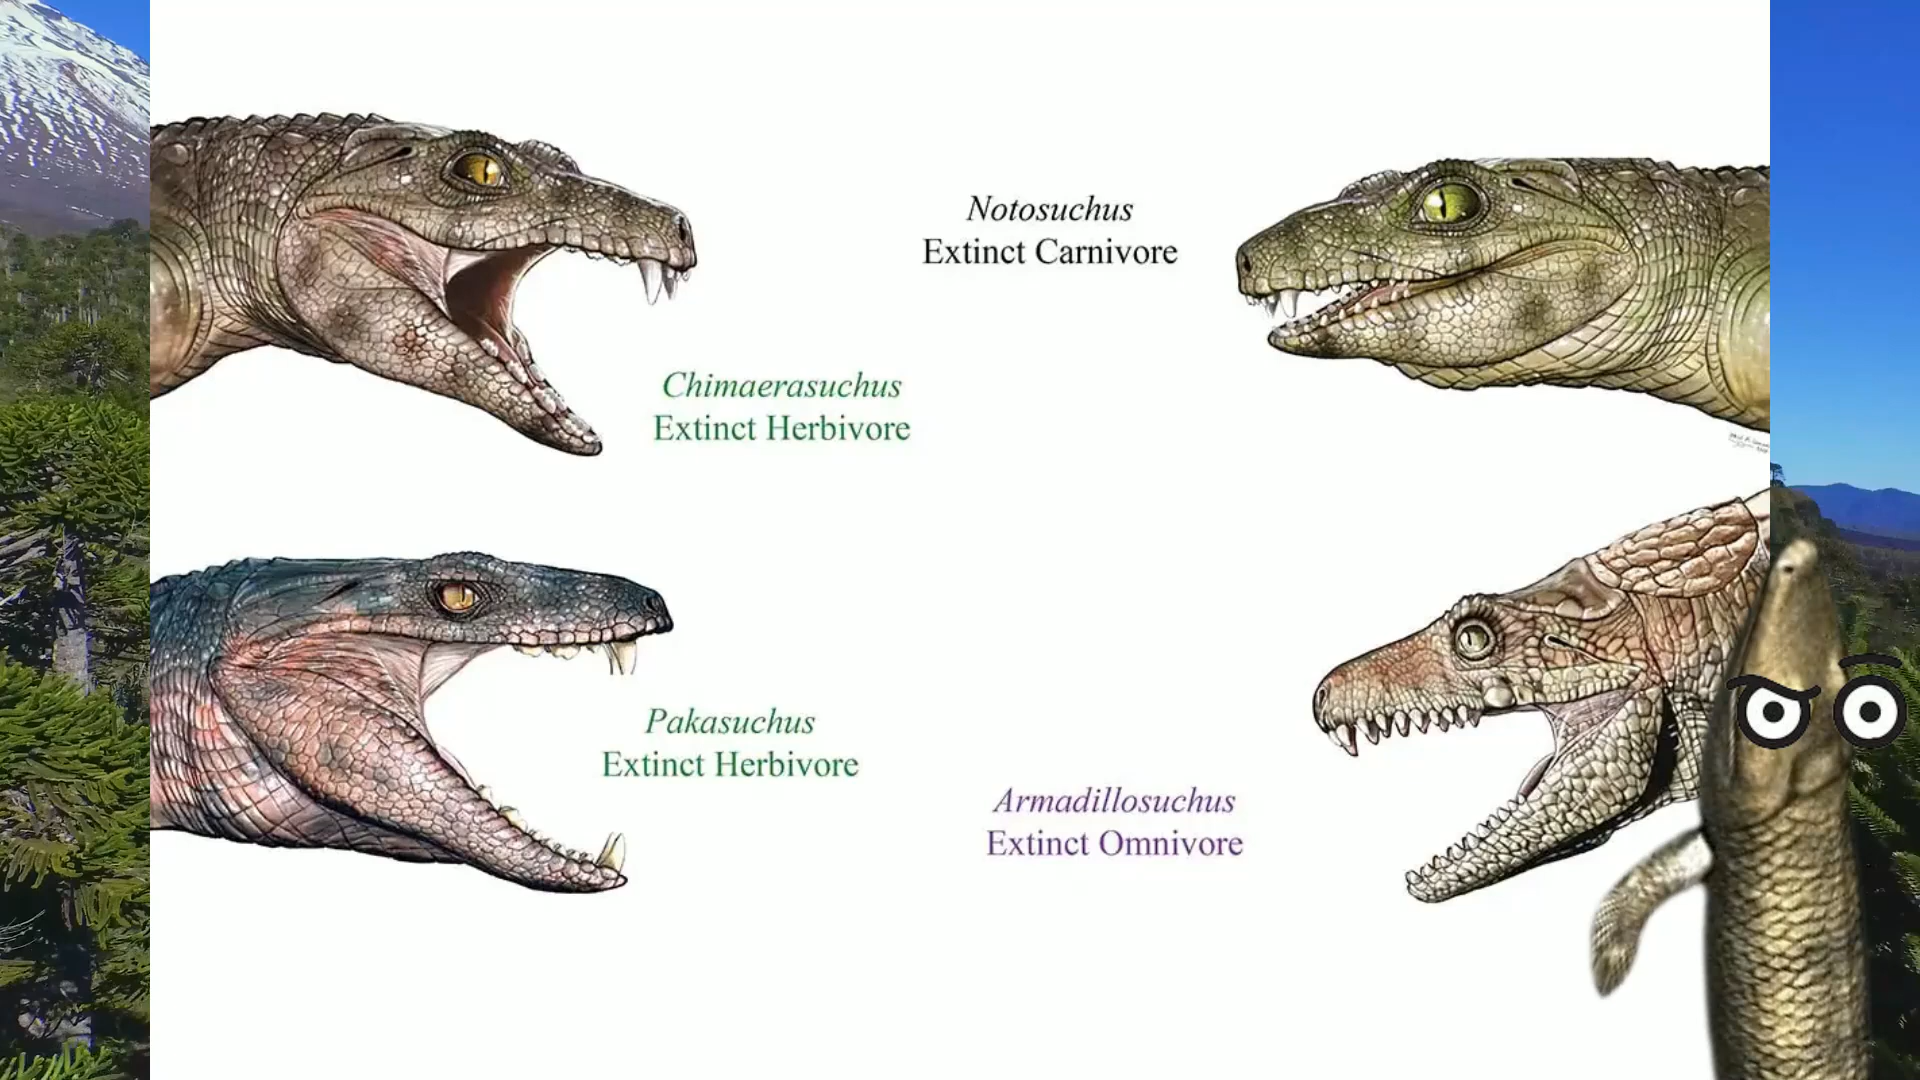 Notosuchus
Extinct Carnivore
Chimaerasuchus
Extinct Herbivore
Pakasuchus
Extinct Herbivore
Armadillosuchus
Extinct Omnivore